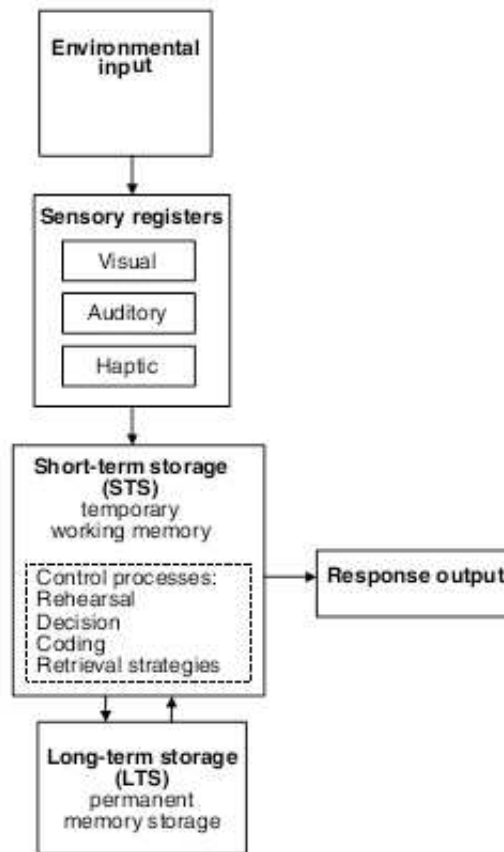 Environmental
input
Sensory registers
Visual
Auditory
Haptic
Short-term storage
(STS)
temporary
working memory
Control processes:
Rehearsal
Decision
Coding
Retrieval strategies
Response output
Long-term storage
(LTS)
permanent
memory storage